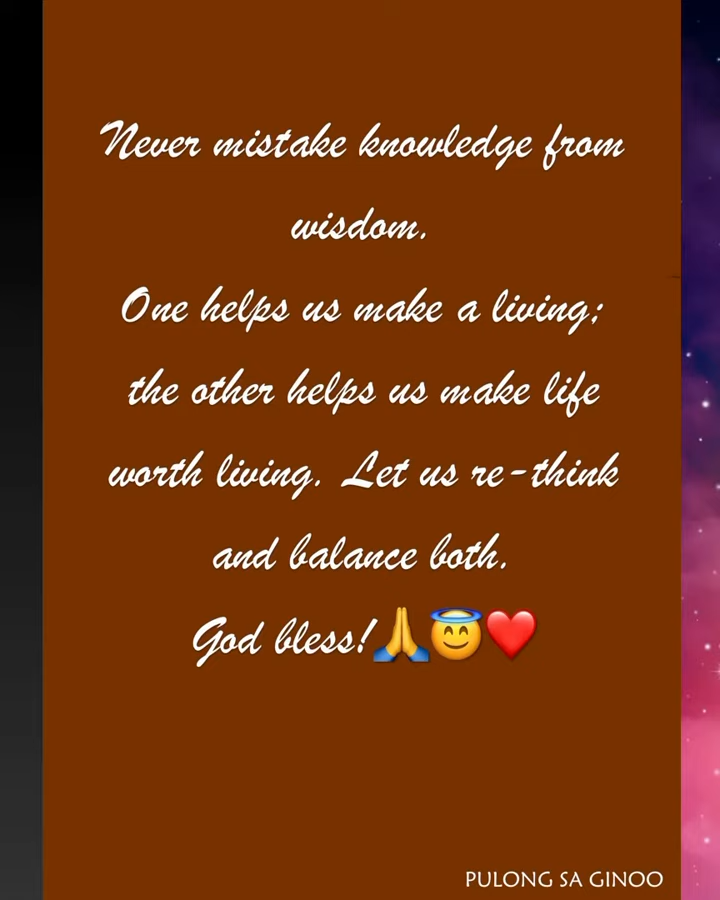 Never mistake knowledge from
wisdom.
One helps us make a living;
the other helps us make life
worth living. Let us re-think
and balance both.
God bless!🙏😇❤️
PULONG SA GINOO